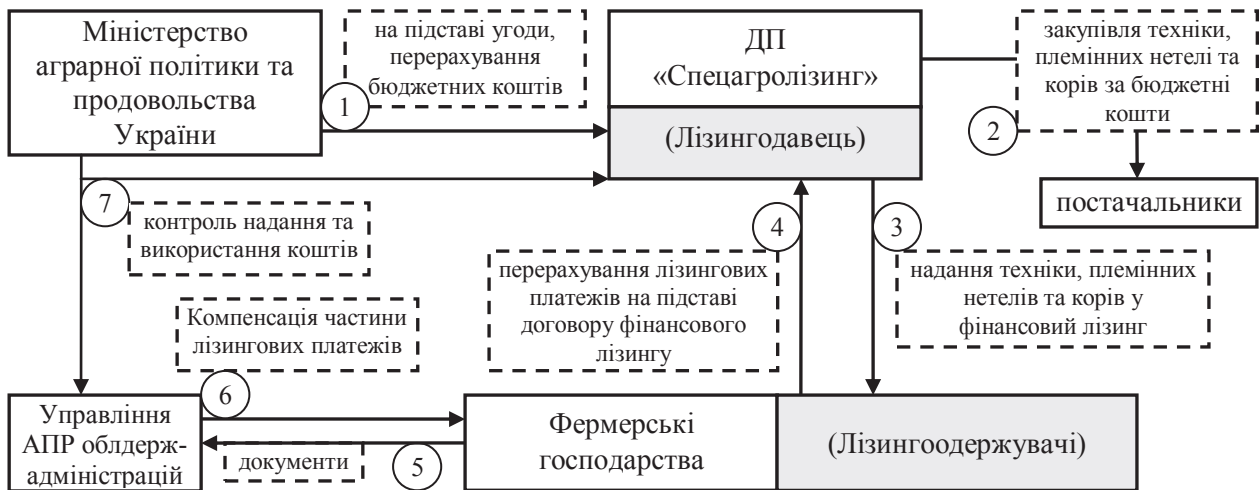 Міністерство
аграрної політики та
продовольства
України
на підставі угоди,
перерахування
бюджетних коштів
1
ДП
«Спецагролізинг»
(Лізингодавець)
закупівля техніки,
племінних нетелі та
корів за бюджетні
кошти
2
постачальники
7
контроль надання та
використання коштів
4
3
перерахування лізингових
платежів на підставі
договору фінансового
лізингу
надання техніки, племінних
нетелів та корів у
фінансовий лізинг
Компенсація частини
лізингових платежів
6
Управління
АПР облдерж-
адміністрацій
документи
5
Фермерські
господарства
(Лізингоодержувачі)